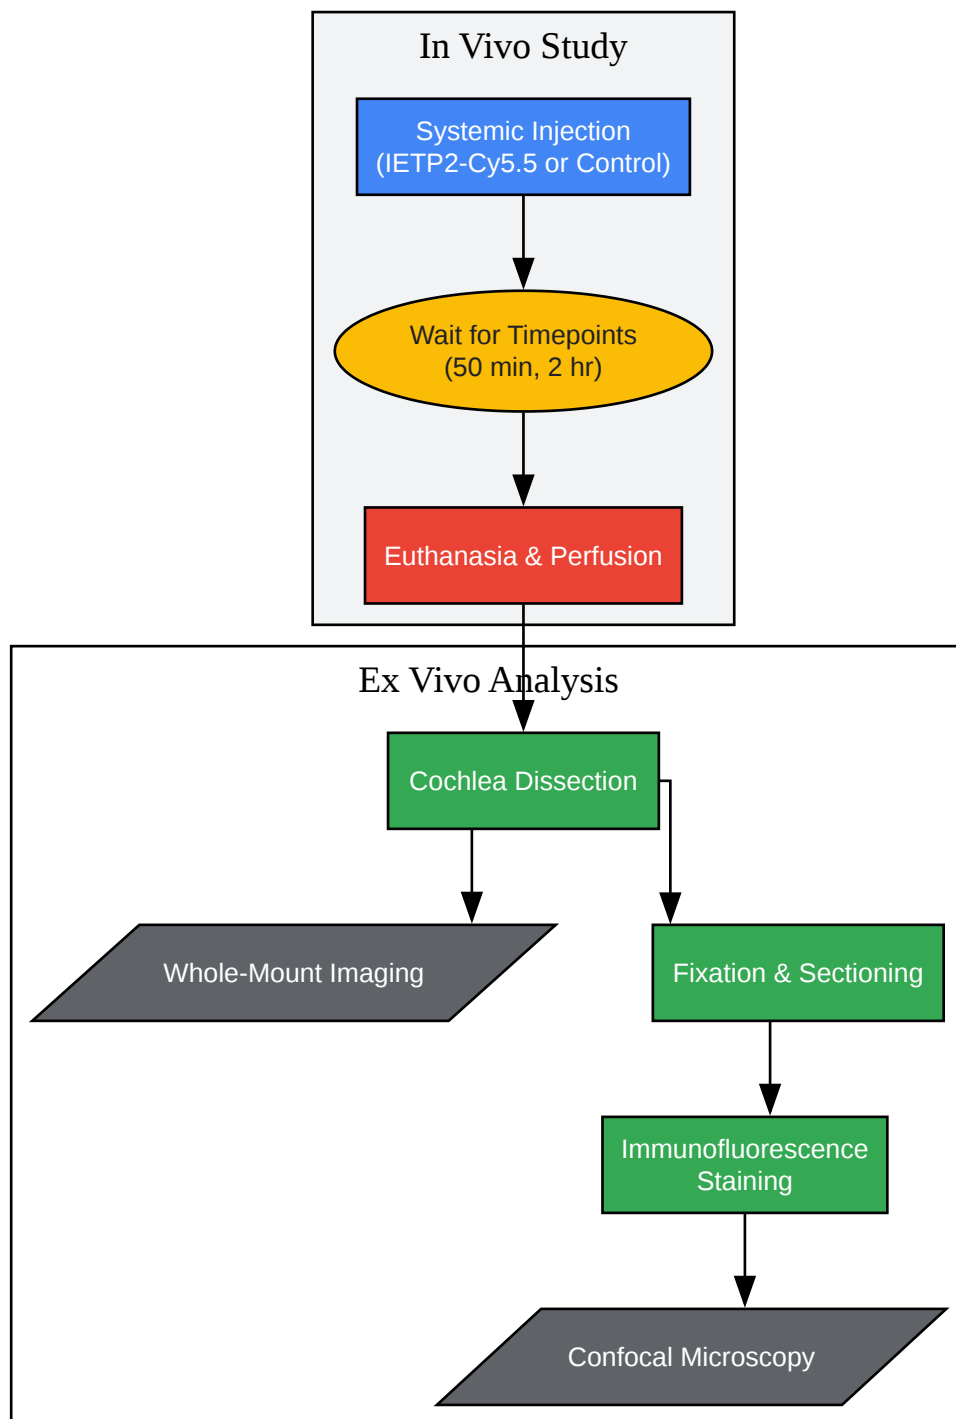 In Vivo Study
Systemic Injection
(IETP2-Cy5.5 or Control)
Wait for Timepoints
(50 min, 2 hr)
Euthanasia & Perfusion
Ex Vivo Analysis
Cochlea Dissection
Whole-Mount Imaging
Fixation & Sectioning
Immunofluorescence
Staining
Confocal Microscopy